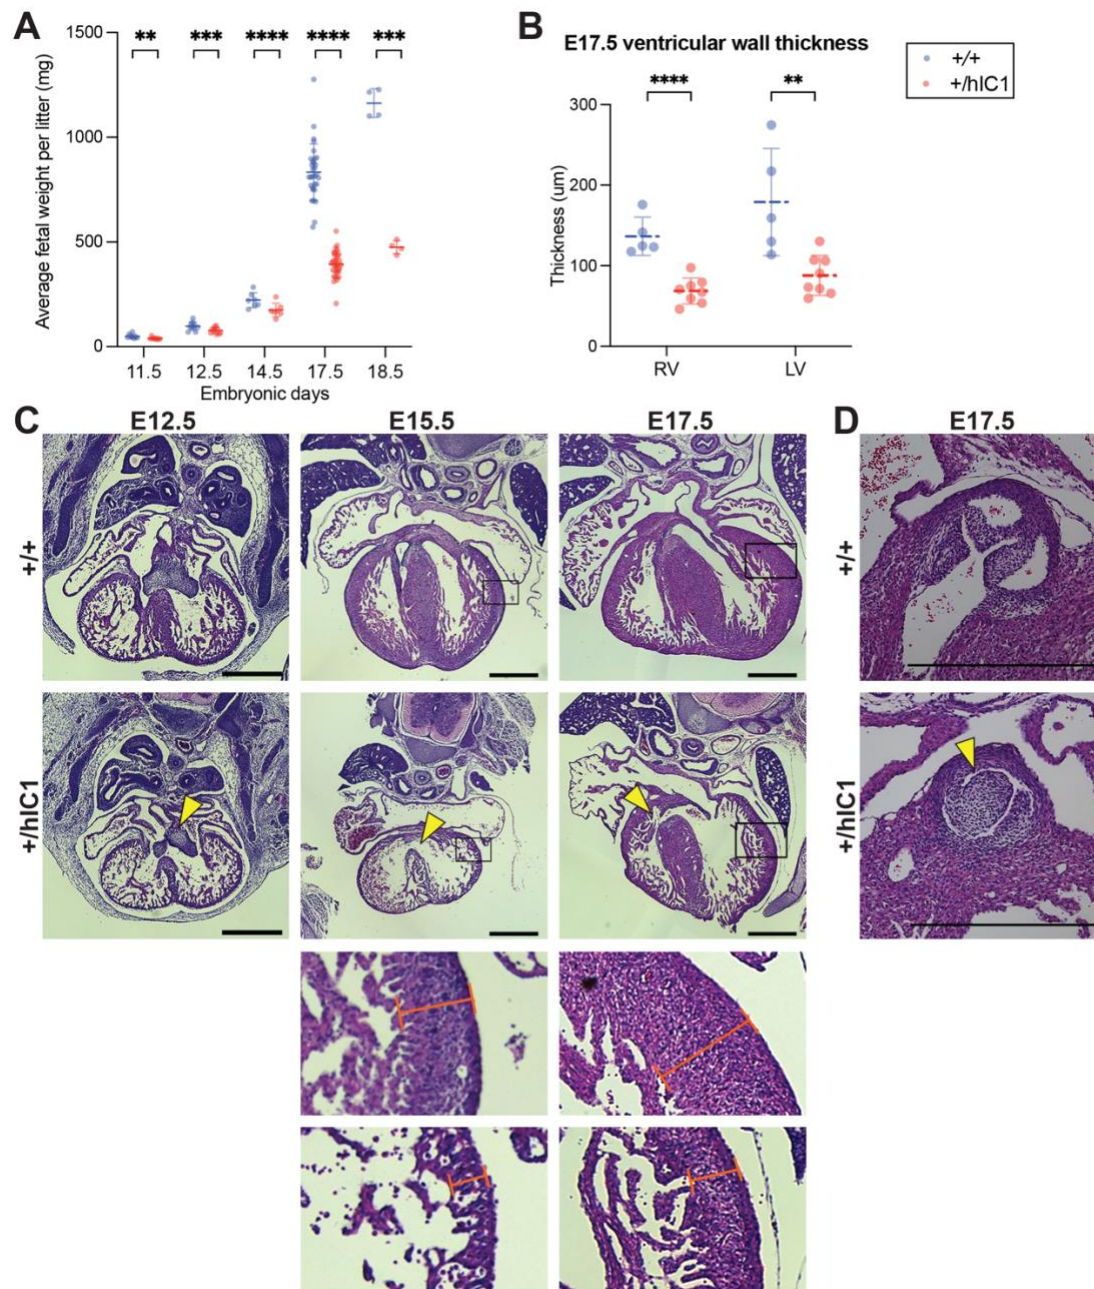 A
1500
1000
500
0
Average fetal weight per litter (mg)
** *** **** **** ***
11.5 12.5 14.5 17.5 18.5
Embryonic days
B
E17.5 ventricular wall thickness
+/+
+/hIC1
**** **
300
200
100
0
Thickness (um)
RV LV
C
E12.5 E15.5 E17.5
+/+
+/hIC1
D
E17.5
+/+
+/hIC1